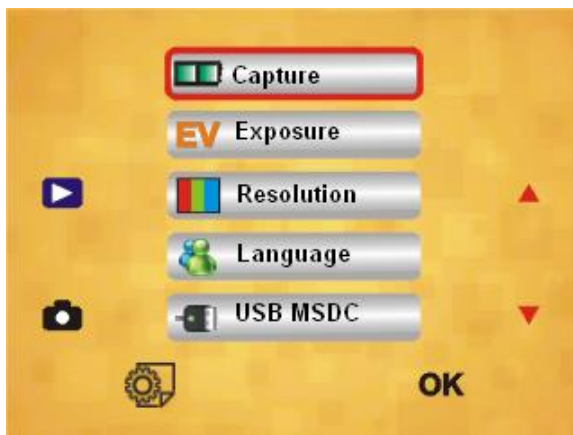 Capture
EV Exposure
Resolution
Language
USB MSDC
OK